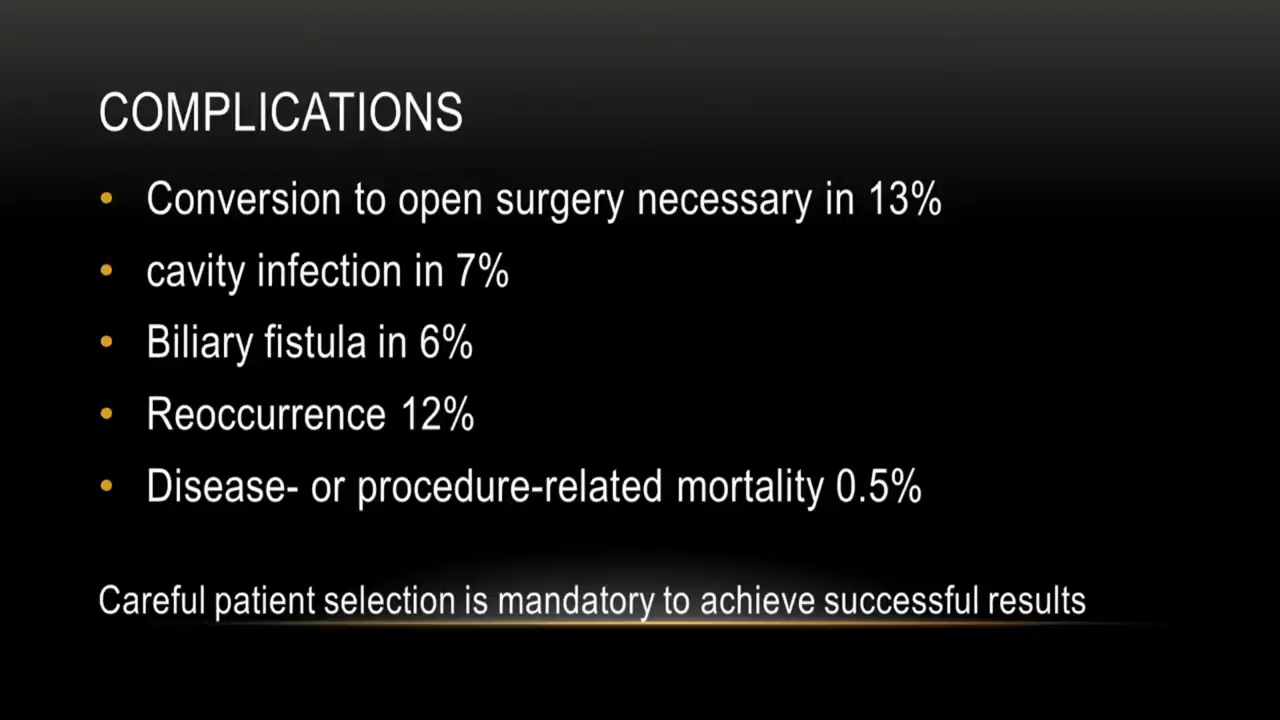 COMPLICATIONS
• Conversion to open surgery necessary in 13%
• cavity infection in 7%
• Biliary fistula in 6%
• Reoccurrence 12%
• Disease- or procedure-related mortality 0.5%
Careful patient selection is mandatory to achieve successful results